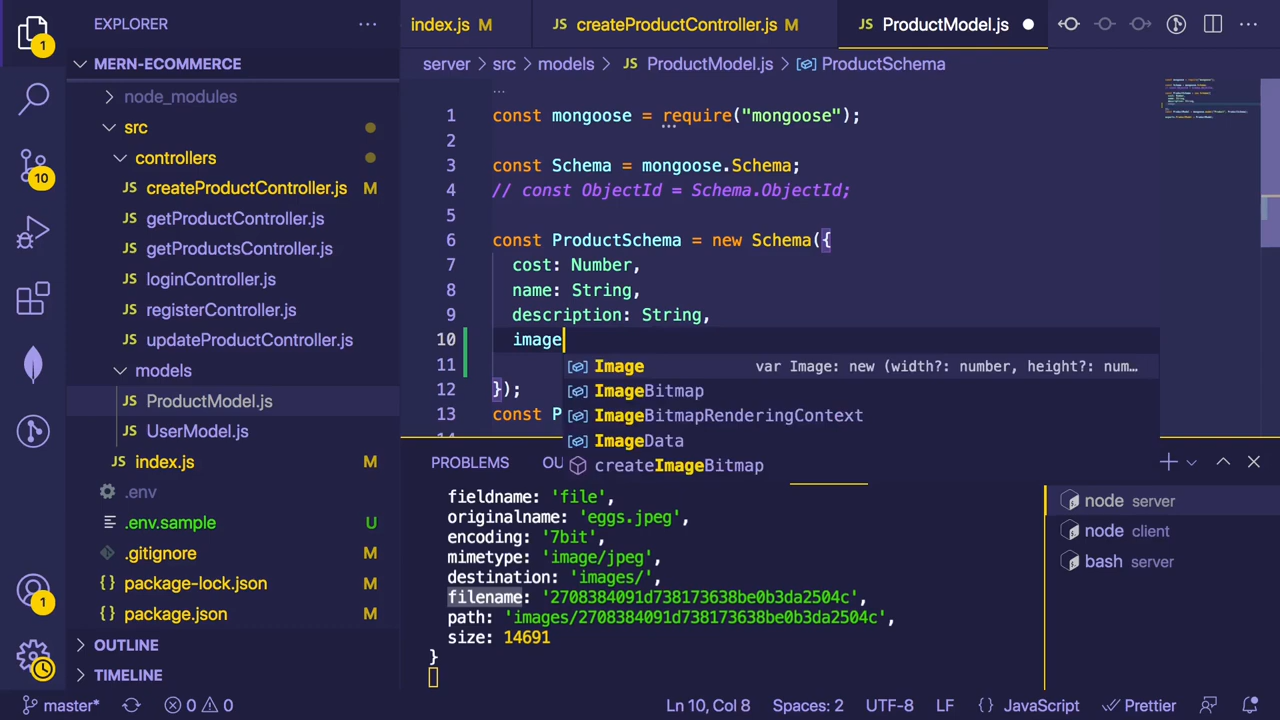 EXPLORER
MERN-ECOMMERCE
node_modules
src
controllers
createProductController.js M
getProductController.js
getProductsController.js
loginController.js
registerController.js
updateProductController.js
models
ProductModel.js
UserModel.js
index.js M
.env
.env.sample U
.gitignore M
package-lock.json M
package.json M
OUTLINE
TIMELINE
1
10
1
index.js M
JS createProductController.js M
JS ProductModel.js
server > src > models > JS ProductModel.js > ProductSchema
1 const mongoose = require("mongoose");
2
3 const Schema = mongoose.Schema;
4 // const ObjectId = Schema.ObjectId;
5
6 const ProductSchema = new Schema({
7 cost: Number,
8 name: String,
9 description: String,
10 image
11
12 });
13 const P
Image var Image: new (width?: number, height?: num…
ImageBitmap
ImageBitmapRenderingContext
ImageData
createImageBitmap
PROBLEMS OU
fieldname: 'file',
originalname: 'eggs.jpeg',
encoding: '7bit',
mimetype: 'image/jpeg',
destination: 'images/',
filename: '2708384091d738173638be0b3da2504c',
path: 'images/2708384091d738173638be0b3da2504c',
size: 14691
}
node server
node client
bash server
master* 0 0 Ln 10, Col 8 Spaces: 2 UTF-8 LF {} JavaScript Prettier